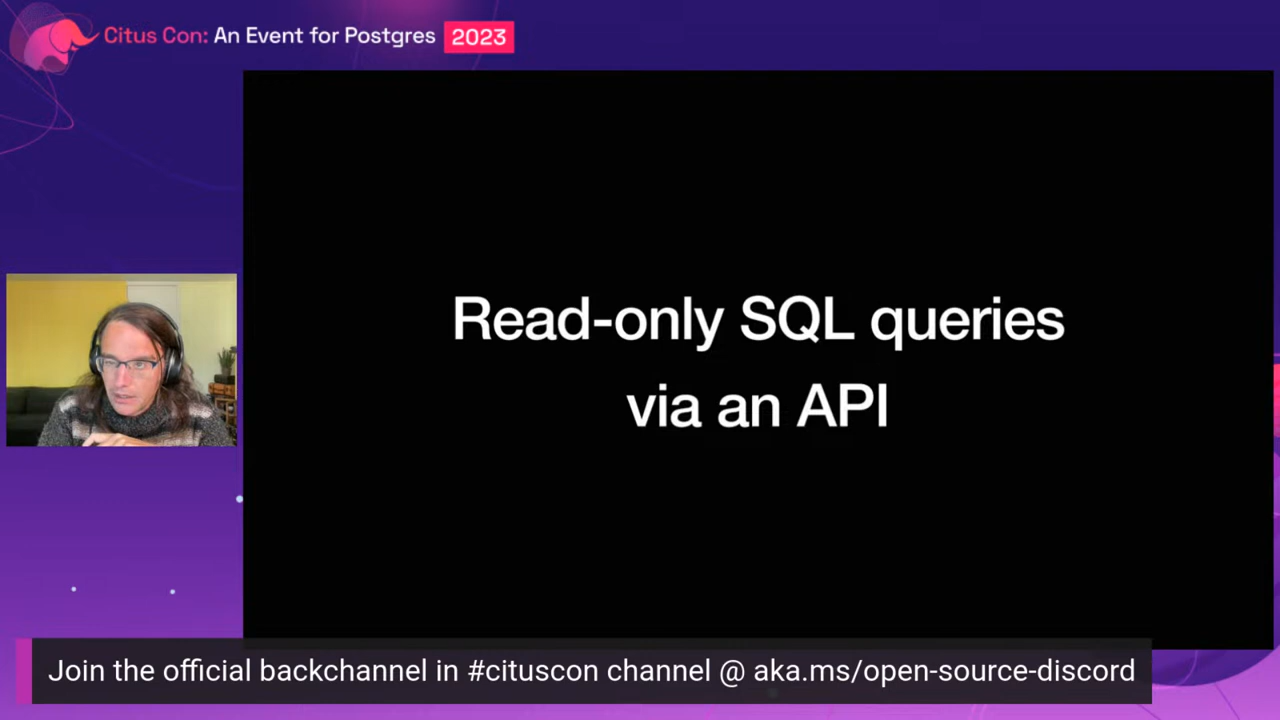 Citus Con: An Event for Postgres 2023
Read-only SQL queries
via an API
Join the official backchannel in #cituscon channel @ aka.ms/open-source-discord